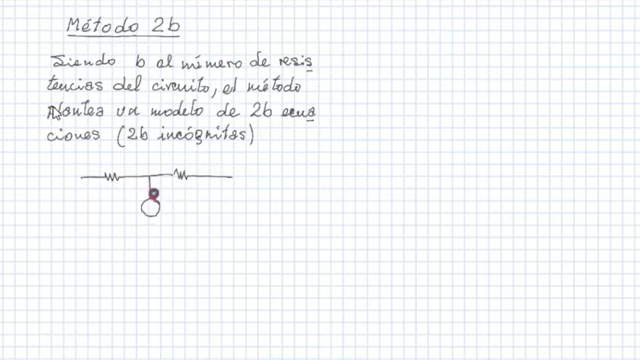 Método 2b
Siendo b al número de resis
tencias del circuito, el método
plantea un modelo de 2b ecua
ciones (2b incógnitas)